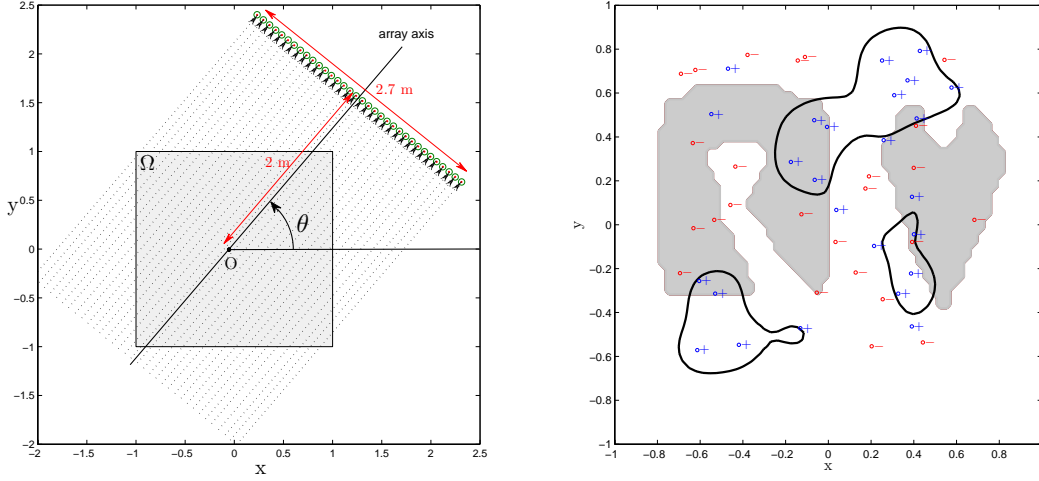 2.5
2
1.5
1
0.5
0
−0.5
−1
−1.5
−2
y
−2 −1.5 −1 −0.5 0 0.5 1 1.5 2 2.5
x
array axis
2.7 m
2 m
Ω
θ
O
1
0.8
0.6
0.4
0.2
0
−0.2
−0.4
−0.6
−0.8
−1
y
−1 −0.8 −0.6 −0.4 −0.2 0 0.2 0.4 0.6 0.8 1
x